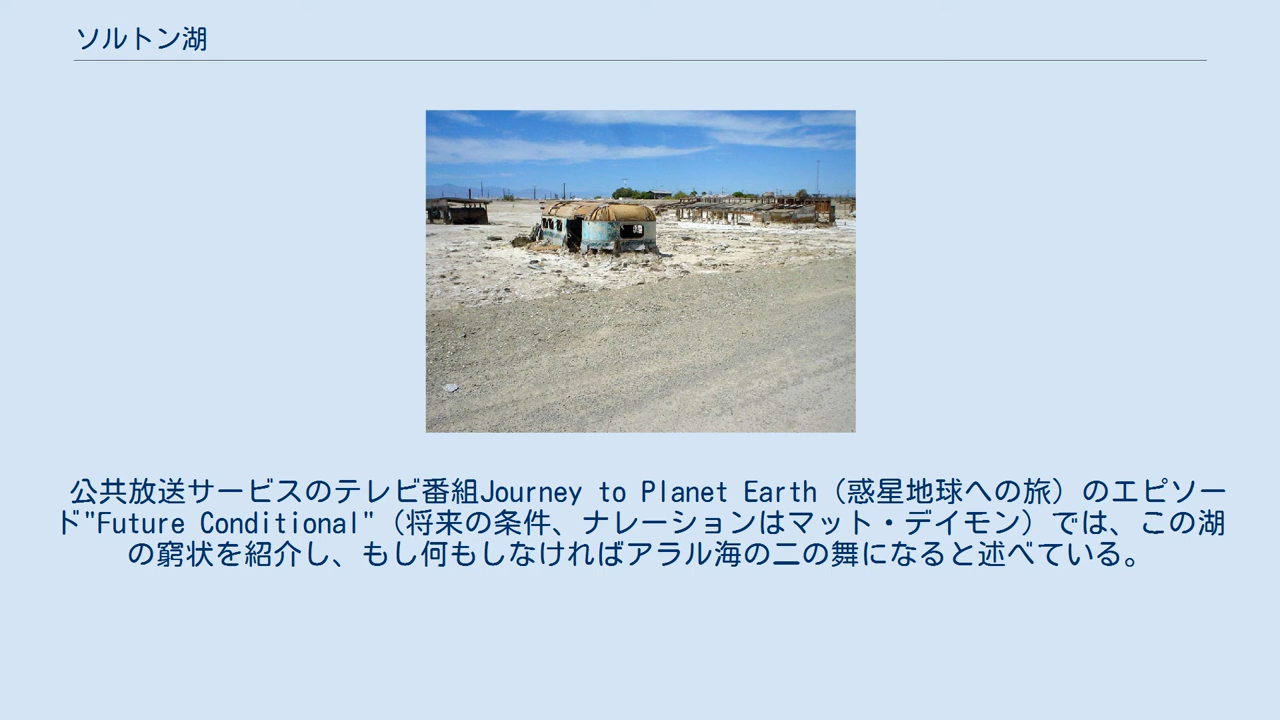 ソルトン湖
公共放送サービスのテレビ番組Journey to Planet Earth（惑星地球への旅）のエピソー
ド"Future Conditional"（将来の条件、ナレーションはマット・デイモン）では、この湖
の窮状を紹介し、もし何もしなければアラル海の二の舞になると述べている。